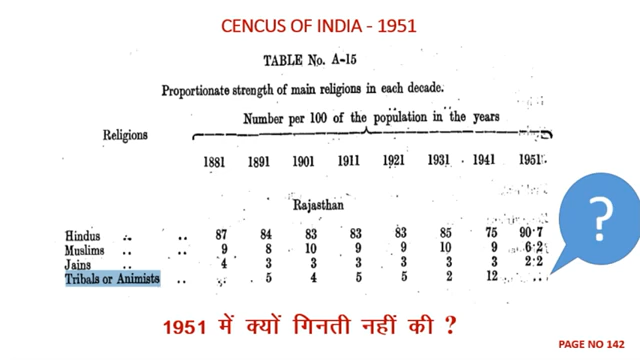 CENCUS OF INDIA - 1951
TABLE No. A-15
Proportionate strength of main religions in each decade.
Number per 100 of the population in the years
Religions
1881 1891 1901 1911 1921 1931 1941 1951
Rajasthan
Hindus .. .. 87 84 83 83 83 85 75 90·7
Muslims .. .. 9 8 10 9 9 10 9 6·2
Jains .. 4 3 3 3 3 3 3 2·2
Tribals or Animists .. .. 5 4 5 5 2 12 ..
?
1951 में क्यों गिनती नहीं की ?
PAGE NO 142